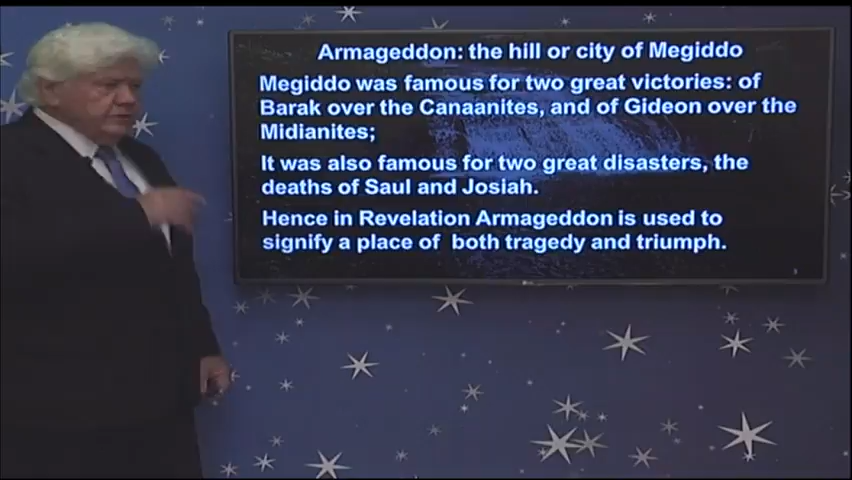 Armageddon: the hill or city of Megiddo
Megiddo was famous for two great victories: of
Barak over the Canaanites, and of Gideon over the
Midianites;
It was also famous for two great disasters, the
deaths of Saul and Josiah.
Hence in Revelation Armageddon is used to
signify a place of both tragedy and triumph.